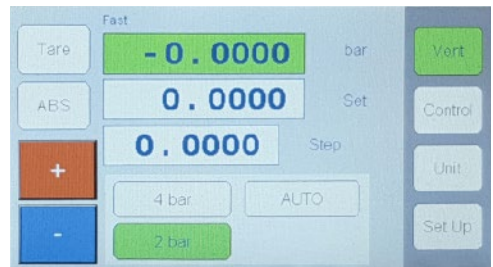 Fast
Tare
-0.0000 bar
Vent
ABS
0.0000 Set
Control
0.0000 Step
+
Unit
4 bar
AUTO
-
2 bar
Set Up